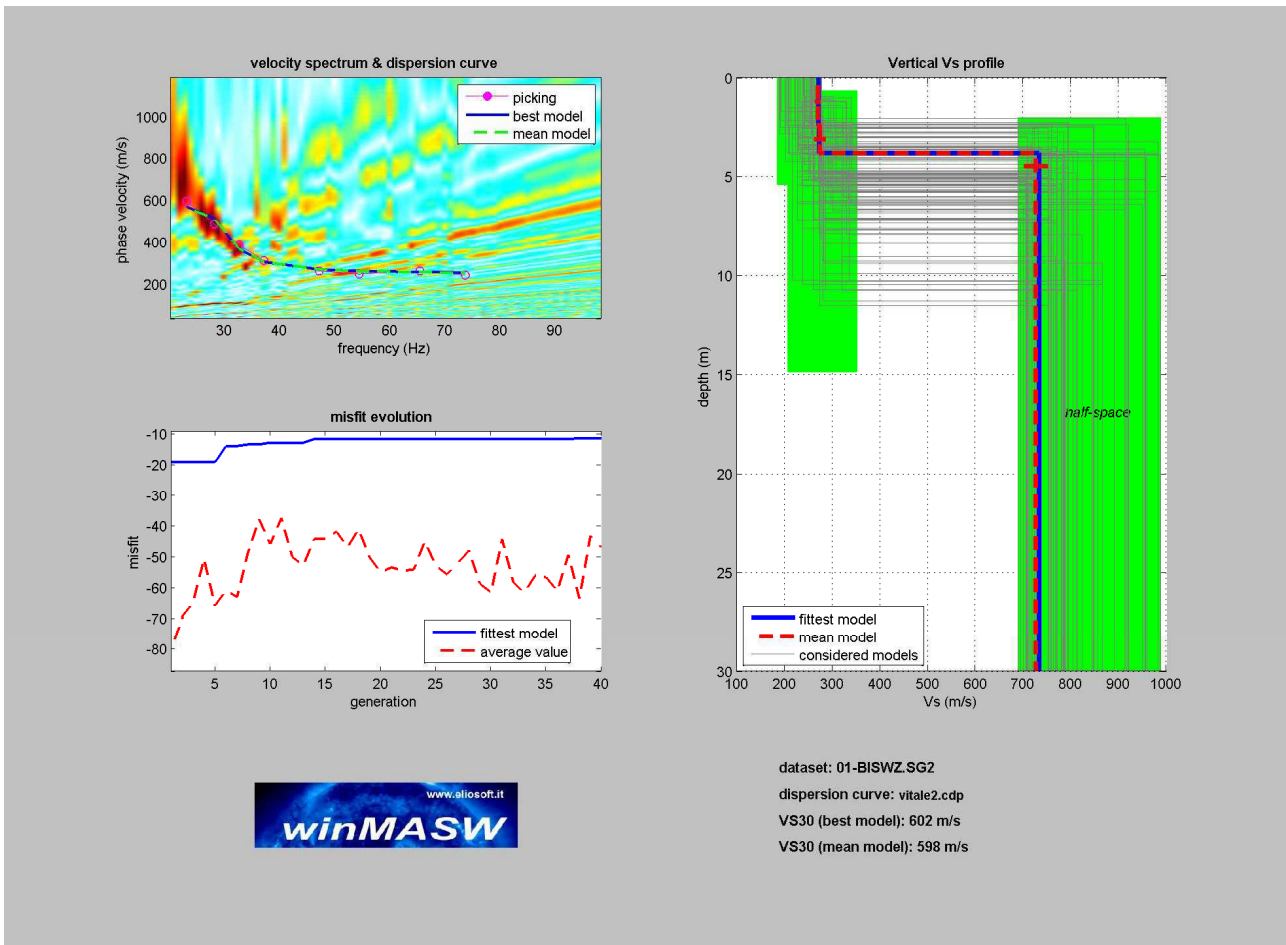 velocity spectrum & dispersion curve
picking
best model
mean model
1000
800
600
400
200
phase velocity (m/s)
30 40 50 60 70 80 90
frequency (Hz)
misfit evolution
-9
-20
-30
-40
-50
-60
-70
-80
misfit
fittest model
average value
5 10 15 20 25 30 35 40
generation
Vertical Vs profile
0
5
10
15
20
25
30
depth (m)
half-space
fittest model
mean model
considered models
100 200 300 400 500 600 700 800 900 1000
Vs (m/s)
www.eliosoft.it
winMASW
dataset: 01-BISWZ.SG2
dispersion curve: vitale2.cdp
VS30 (best model): 602 m/s
VS30 (mean model): 598 m/s